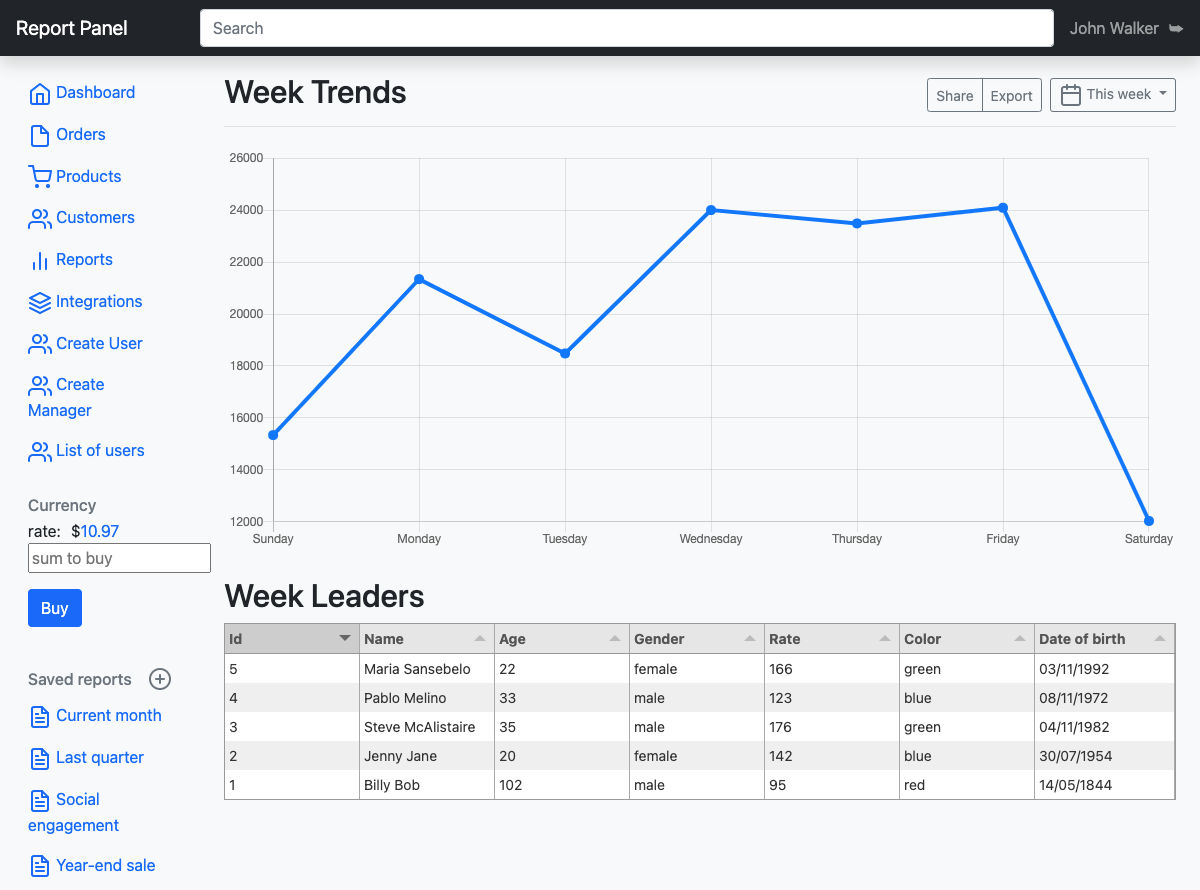 Report Panel
Search
John Walker
Dashboard
Orders
Products
Customers
Reports
Integrations
Create User
Create
Manager
List of users
Currency
rate: $10.97
sum to buy
Buy
Saved reports
Current month
Last quarter
Social
engagement
Year-end sale
Week Trends
Share Export This week
26000
24000
22000
20000
18000
16000
14000
12000
Sunday Monday Tuesday Wednesday Thursday Friday Saturday
Week Leaders
Id Name Age Gender Rate Color Date of birth
5 Maria Sansebelo 22 female 166 green 03/11/1992
4 Pablo Melino 33 male 123 blue 08/11/1972
3 Steve McAlistaire 35 male 176 green 04/11/1982
2 Jenny Jane 20 female 142 blue 30/07/1954
1 Billy Bob 102 male 95 red 14/05/1844